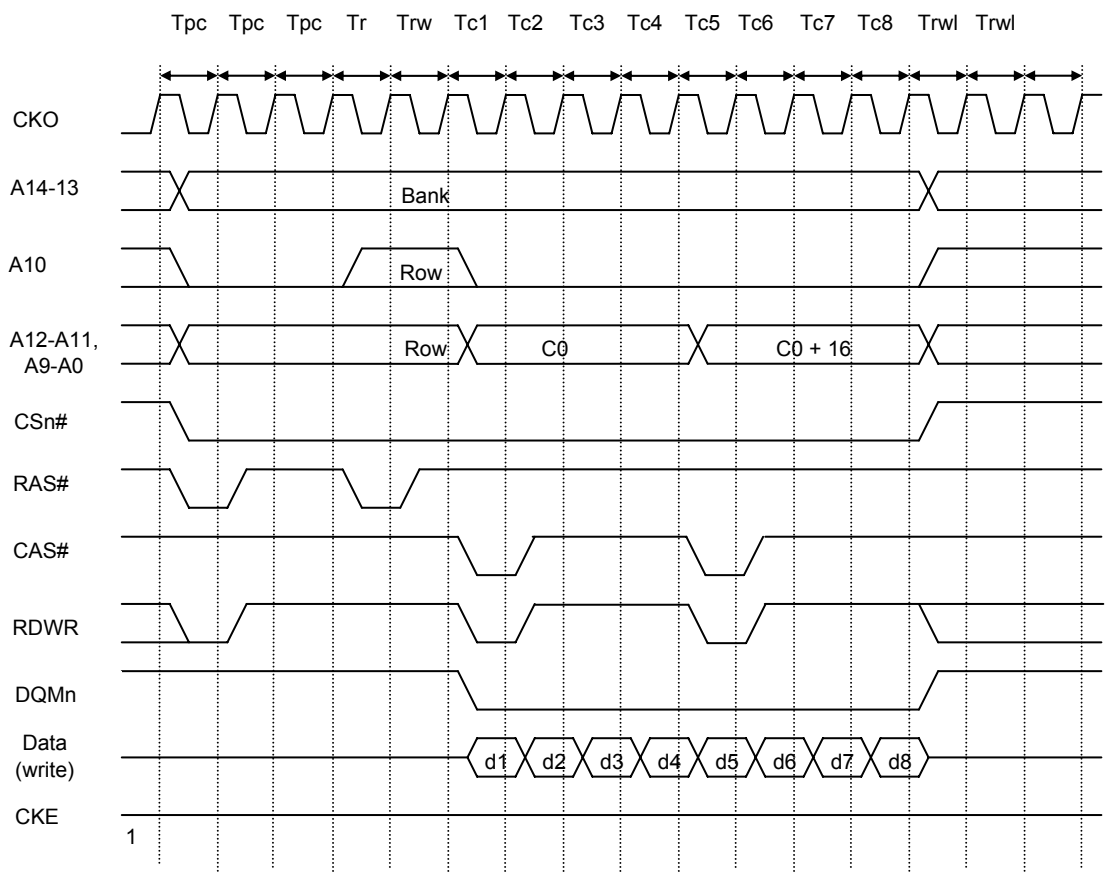 Tpc Tpc Tpc Tr Trw Tc1 Tc2 Tc3 Tc4 Tc5 Tc6 Tc7 Tc8 Trwl Trwl
CKO
A14-13
Bank
A10
Row
A12-A11,
A9-A0
Row C0 C0 + 16
CSn#
RAS#
CAS#
RDWR
DQMn
Data
(write)
d1 d2 d3 d4 d5 d6 d7 d8
CKE
1